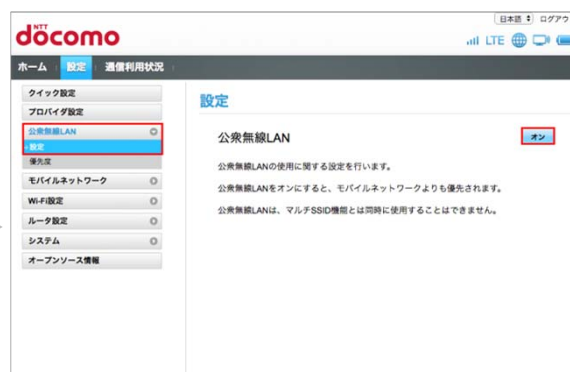 日本語 ログアウ
NTT
döcomo
LTE
ホーム 設定 通信利用状況
クイック設定
プロバイダ設定
公衆無線LAN
- 設定
優先度
モバイルネットワーク
Wi-Fi設定
ルータ設定
システム
オープンソース情報
設定
公衆無線LAN オン
公衆無線LANの使用に関する設定を行います。
公衆無線LANをオンにすると、モバイルネットワークよりも優先されます。
公衆無線LANは、マルチSSID機能とは同時に使用することはできません。